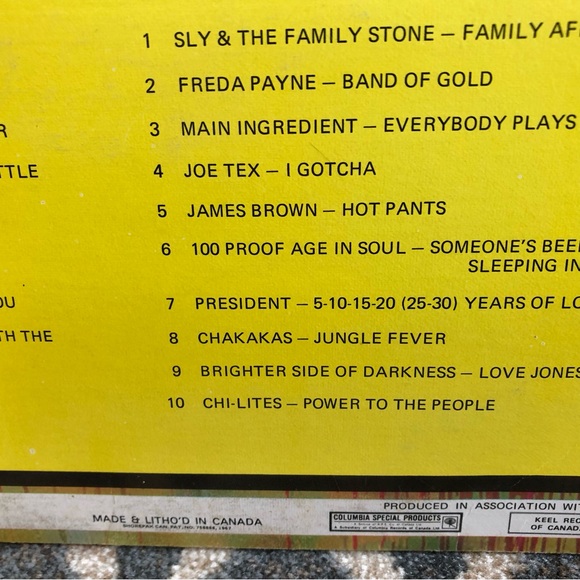 1 SLY & THE FAMILY STONE — FAMILY AFF
2 FREDA PAYNE — BAND OF GOLD
R
3 MAIN INGREDIENT — EVERYBODY PLAYS
TTLE
4 JOE TEX — I GOTCHA
5 JAMES BROWN — HOT PANTS
6 100 PROOF AGE IN SOUL — SOMEONE'S BEE
SLEEPING IN
OU
7 PRESIDENT — 5-10-15-20 (25-30) YEARS OF LO
TH THE
8 CHAKAKAS — JUNGLE FEVER
9 BRIGHTER SIDE OF DARKNESS — LOVE JONES
10 CHI-LITES — POWER TO THE PEOPLE
PRODUCED IN ASSOCIATION WIT
MADE & LITHO'D IN CANADA
COLUMBIA SPECIAL PRODUCTS
KEEL REC
OF CANAD